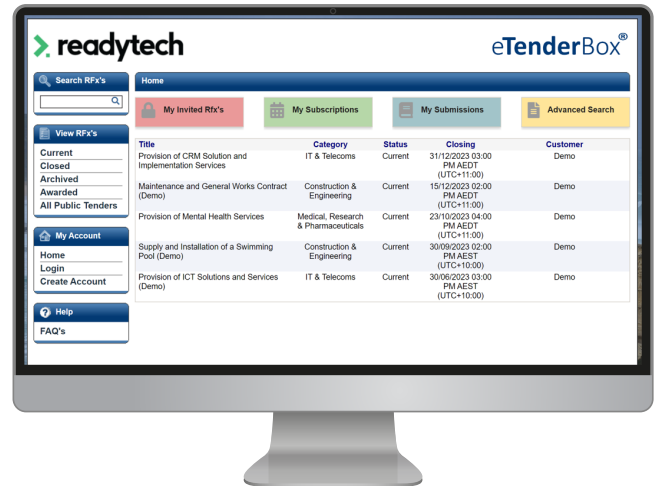 readytech
eTenderBox®
Search RFx's
Home
My Invited Rfx's
My Subscriptions
My Submissions
Advanced Search
View RFx's
Current
Closed
Archived
Awarded
All Public Tenders
My Account
Home
Login
Create Account
Help
FAQ's
Title Category Status Closing Customer
Provision of CRM Solution and IT & Telecoms Current 31/12/2023 03:00 Demo
Implementation Services PM AEDT
(UTC+11:00)
Maintenance and General Works Contract Construction & Current 15/12/2023 02:00 Demo
(Demo) Engineering PM AEDT
(UTC+11:00)
Provision of Mental Health Services Medical, Research Current 23/10/2023 04:00 Demo
& Pharmaceuticals PM AEDT
(UTC+11:00)
Supply and Installation of a Swimming Construction & Current 30/09/2023 02:00 Demo
Pool (Demo) Engineering PM AEST
(UTC+10:00)
Provision of ICT Solutions and Services IT & Telecoms Current 30/06/2023 03:00 Demo
(Demo) PM AEST
(UTC+10:00)